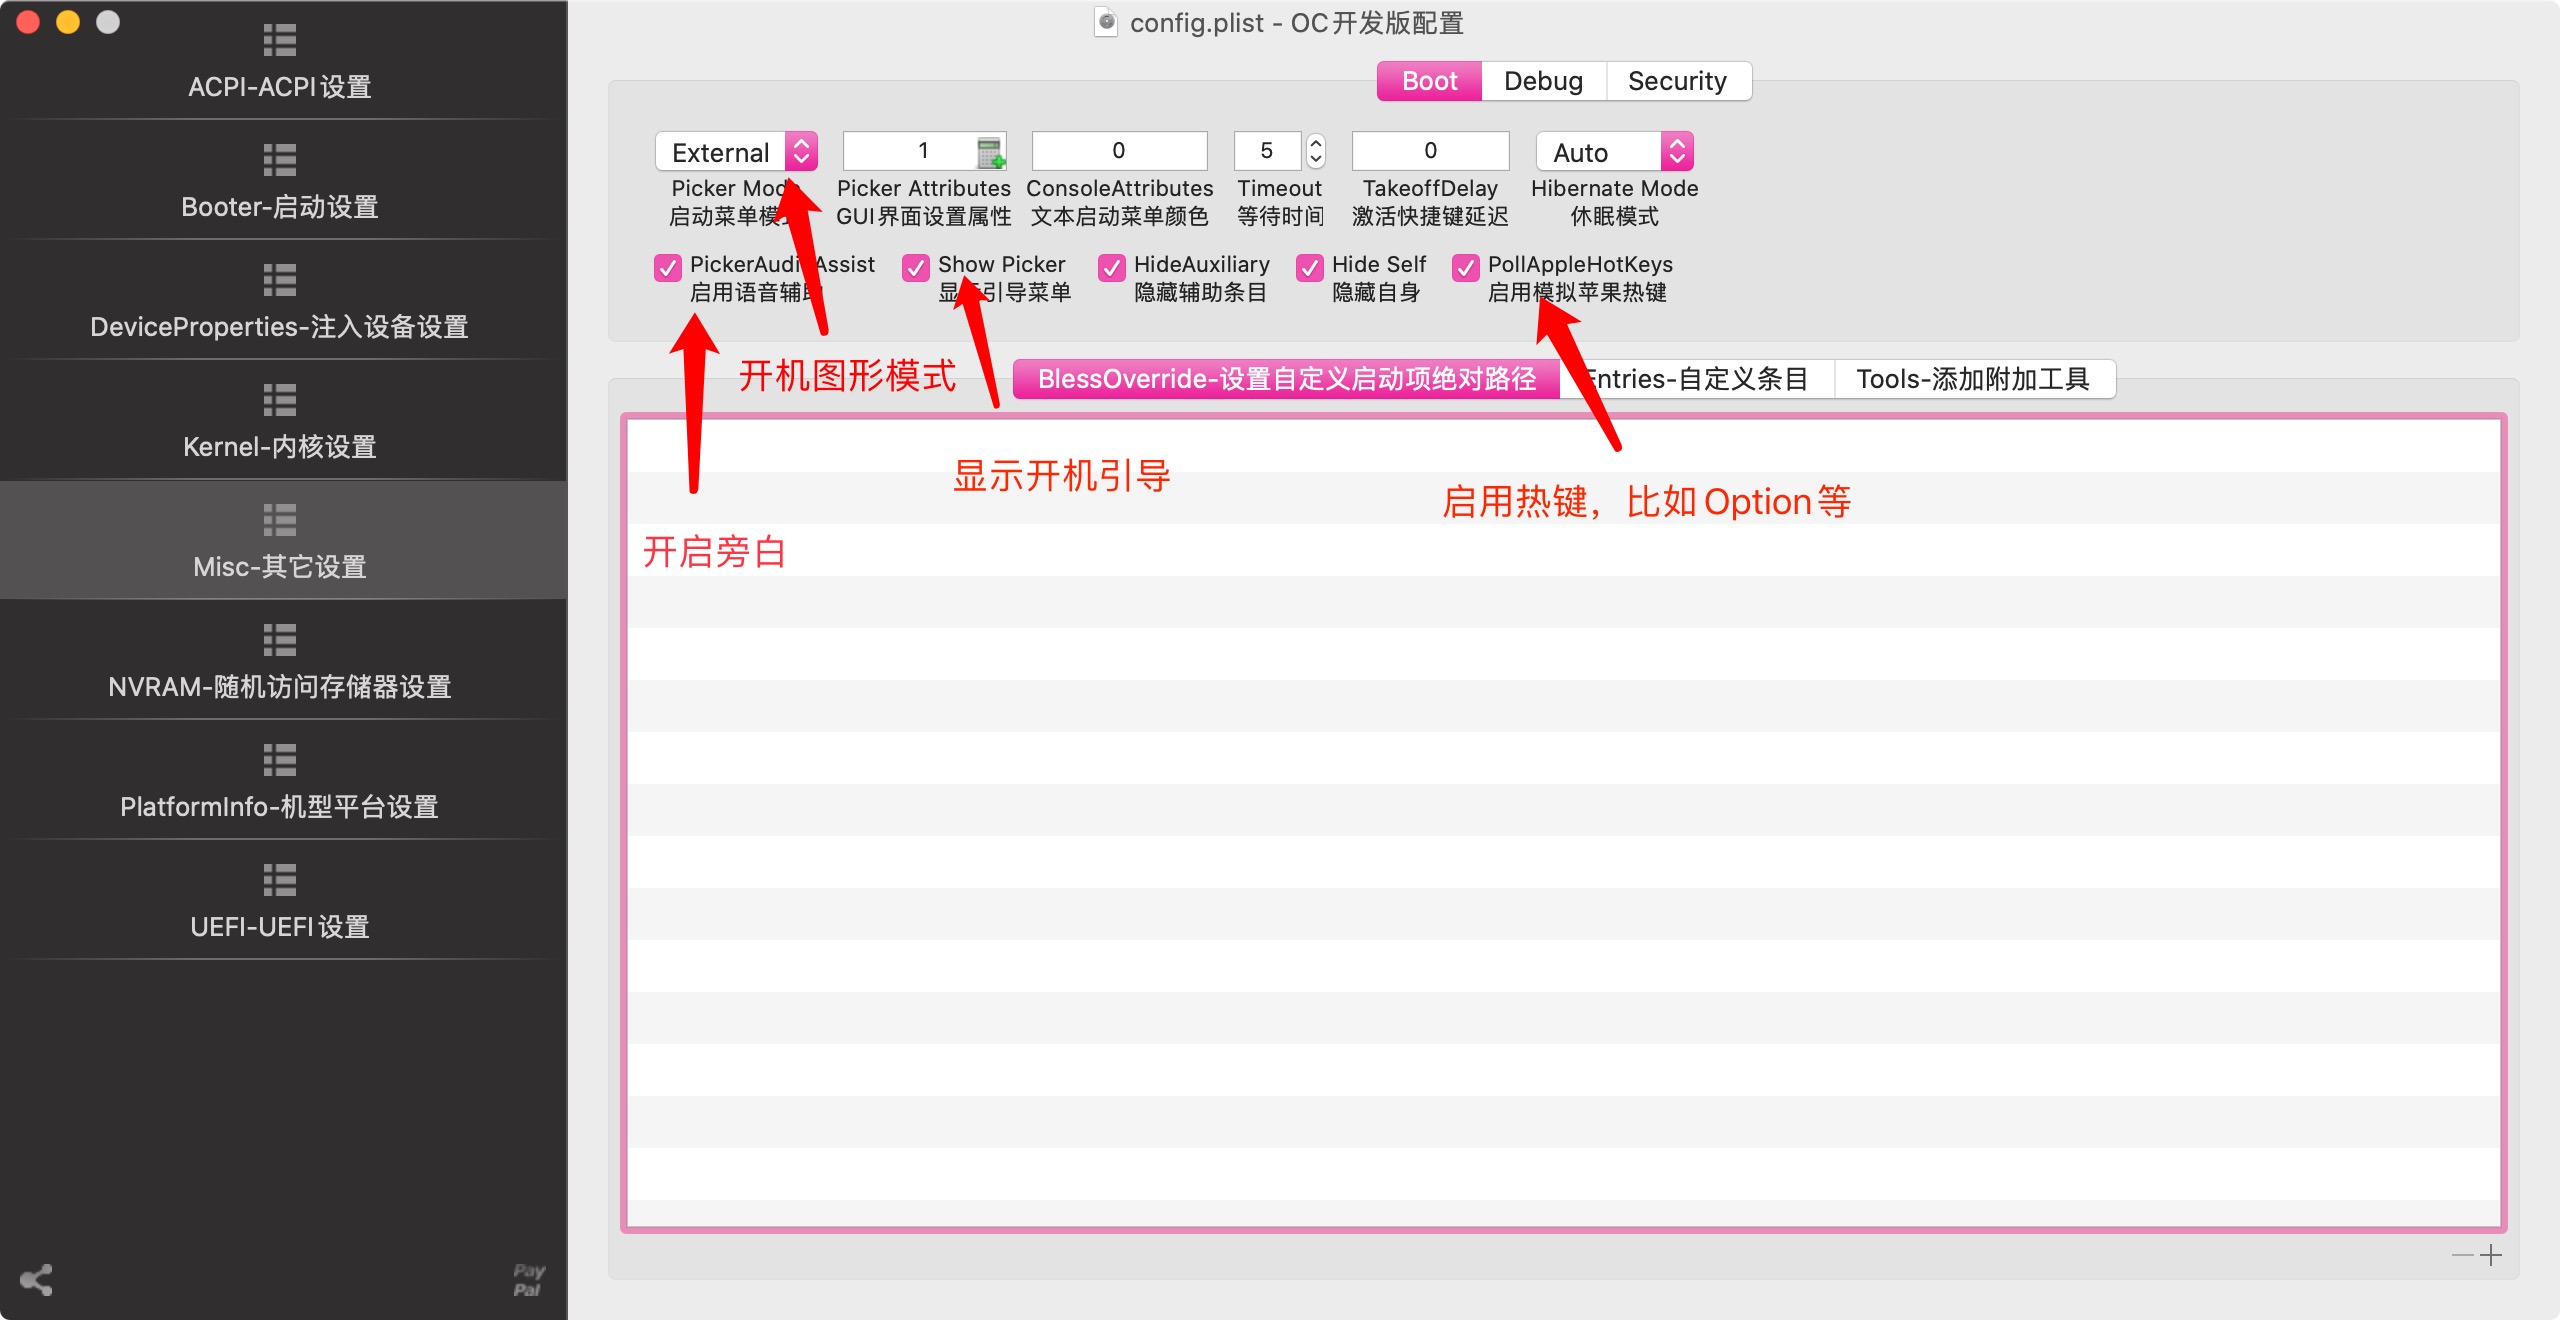 config.plist - OC开发版配置
ACPI-ACPI设置
Booter-启动设置
DeviceProperties-注入设备设置
Kernel-内核设置
Misc-其它设置
NVRAM-随机访问存储器设置
PlatformInfo-机型平台设置
UEFI-UEFI设置
Pay
Pal
Boot Debug Security
External 1 0 5 0 Auto
Picker Mode Picker Attributes ConsoleAttributes Timeout TakeoffDelay Hibernate Mode
启动菜单模式 GUI界面设置属性 文本启动菜单颜色 等待时间 激活快捷键延迟 休眠模式
PickerAudioAssist Show Picker HideAuxiliary Hide Self PollAppleHotKeys
启用语音辅助 显示引导菜单 隐藏辅助条目 隐藏自身 启用模拟苹果热键
开机图形模式
BlessOverride-设置自定义启动项绝对路径 Entries-自定义条目 Tools-添加附加工具
显示开机引导
启用热键，比如Option等
开启旁白